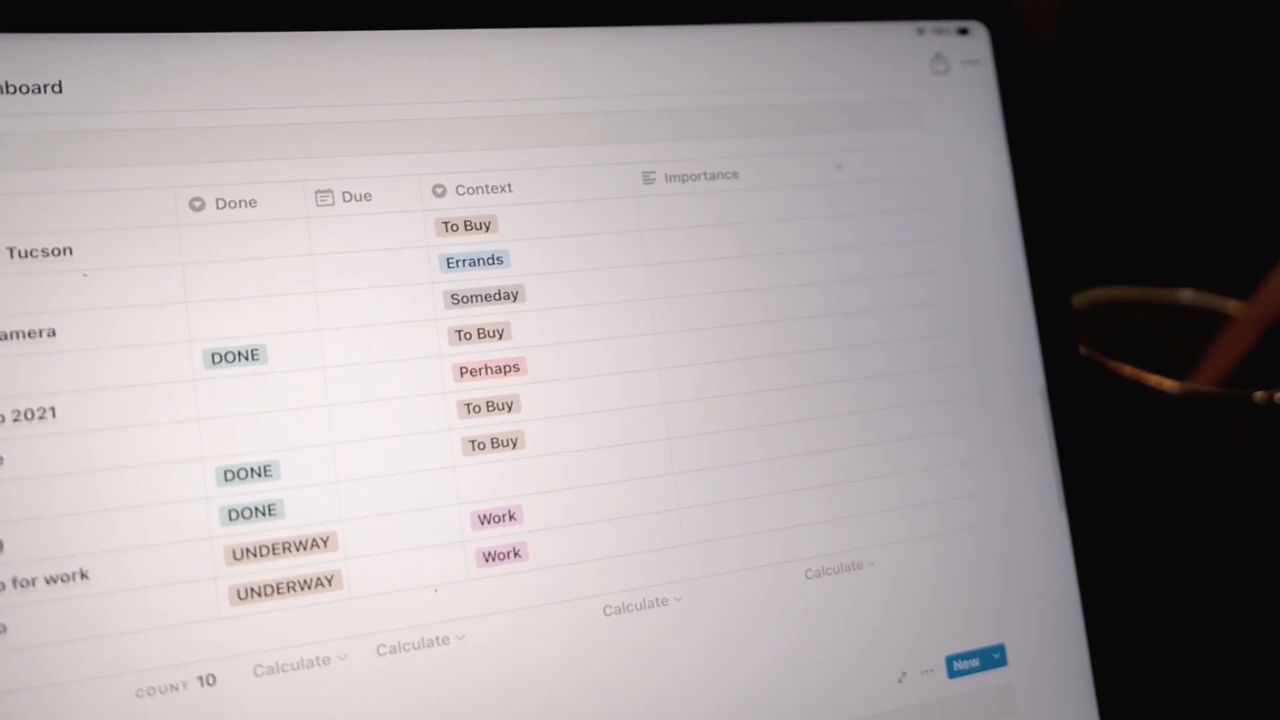 board
Done Due Context Importance
Tucson To Buy
Errands
amera Someday
DONE To Buy
2021 Perhaps
e To Buy
DONE To Buy
DONE
for work UNDERWAY Work
UNDERWAY Work
COUNT 10 Calculate Calculate Calculate Calculate
New